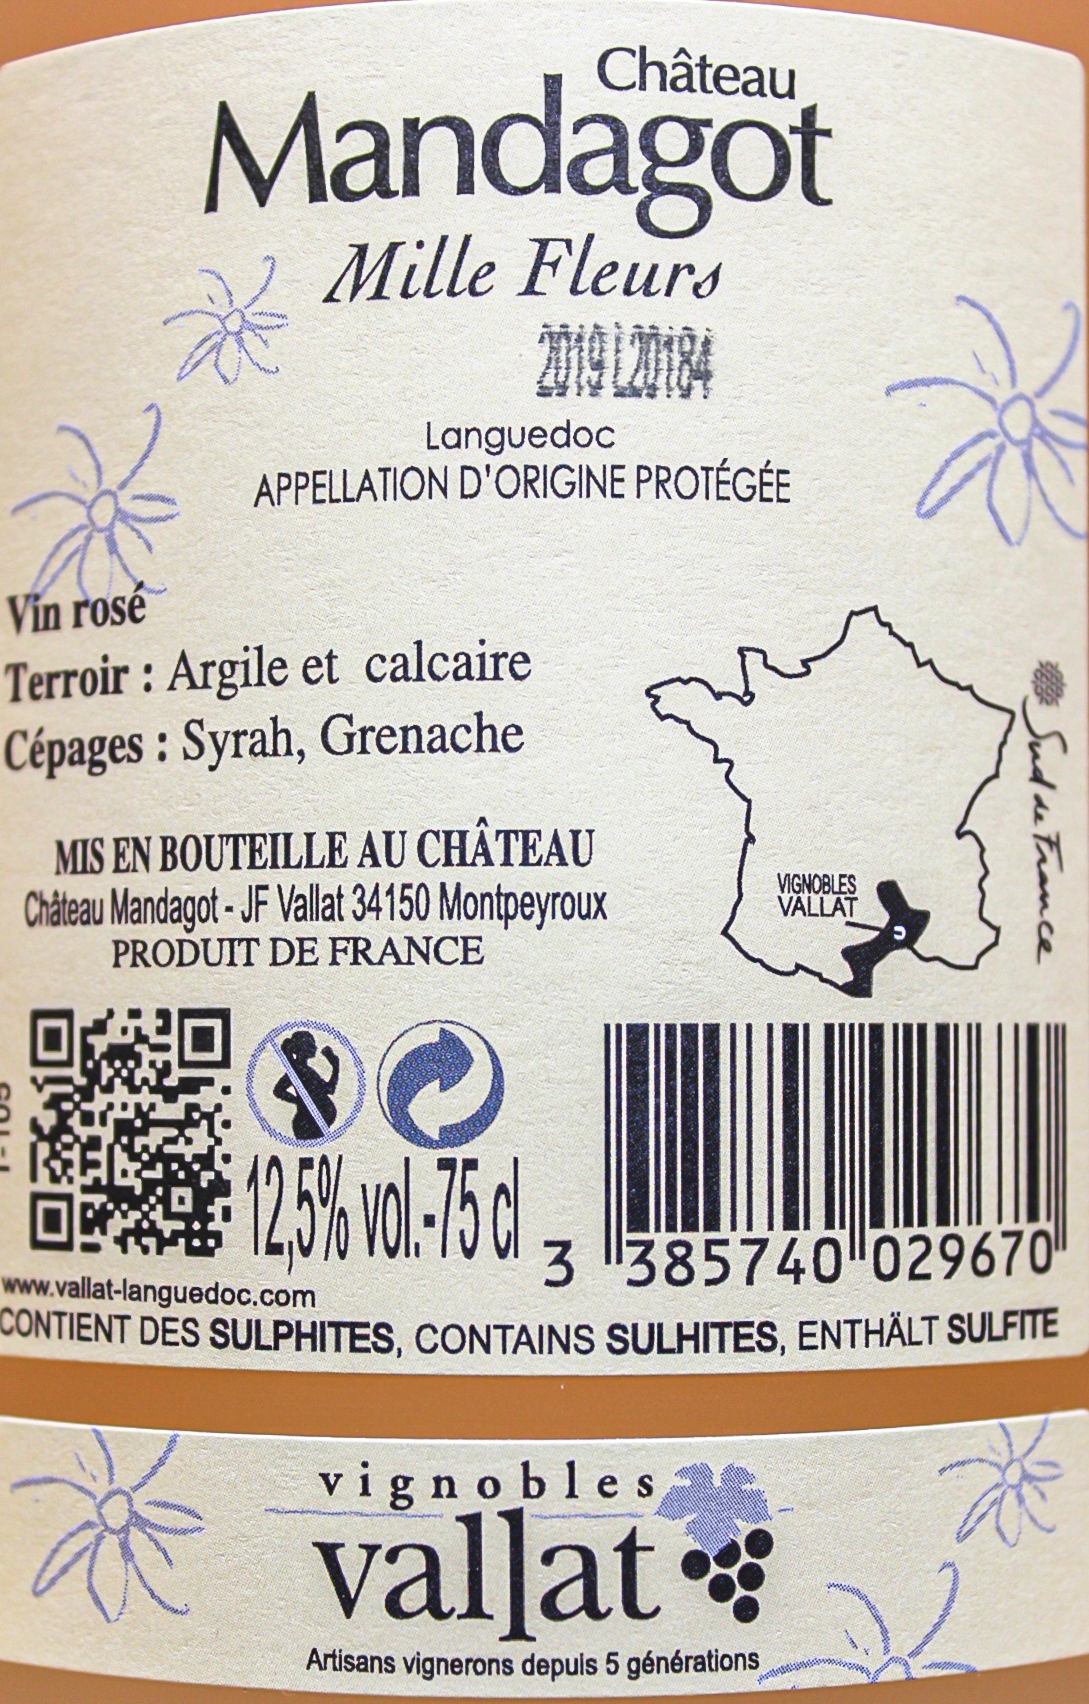 Château
Mandagot
Mille Fleurs
2019 L20184
Languedoc
APPELLATION D'ORIGINE PROTÉGÉE
Vin rosé
Terroir : Argile et calcaire
Cépages : Syrah, Grenache
MIS EN BOUTEILLE AU CHÂTEAU
Château Mandagot - JF Vallat 34150 Montpeyroux
PRODUIT DE FRANCE
VIGNOBLES
VALLAT
Sud de France
12,5% vol.-75 cl
3 385740 029670
www.vallat-languedoc.com
CONTIENT DES SULPHITES, CONTAINS SULHITES, ENTHÄLT SULFITE
vignobles
vallat
Artisans vignerons depuis 5 générations